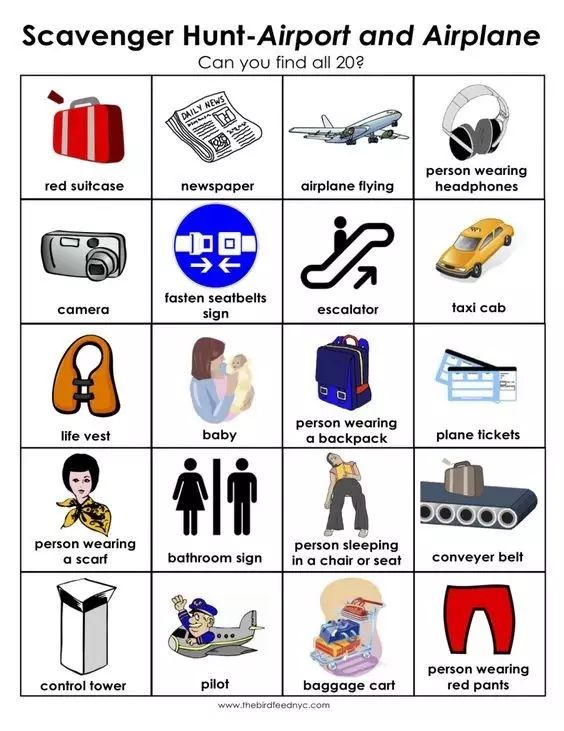 Scavenger Hunt-Airport and Airplane
Can you find all 20?
DAILY NEWS
red suitcase
newspaper
airplane flying
person wearing
headphones
camera
fasten seatbelts
sign
escalator
taxi cab
life vest
baby
person wearing
a backpack
plane tickets
person wearing
a scarf
bathroom sign
person sleeping
in a chair or seat
conveyer belt
control tower
pilot
baggage cart
person wearing
red pants
www.thebirdfeednyc.com